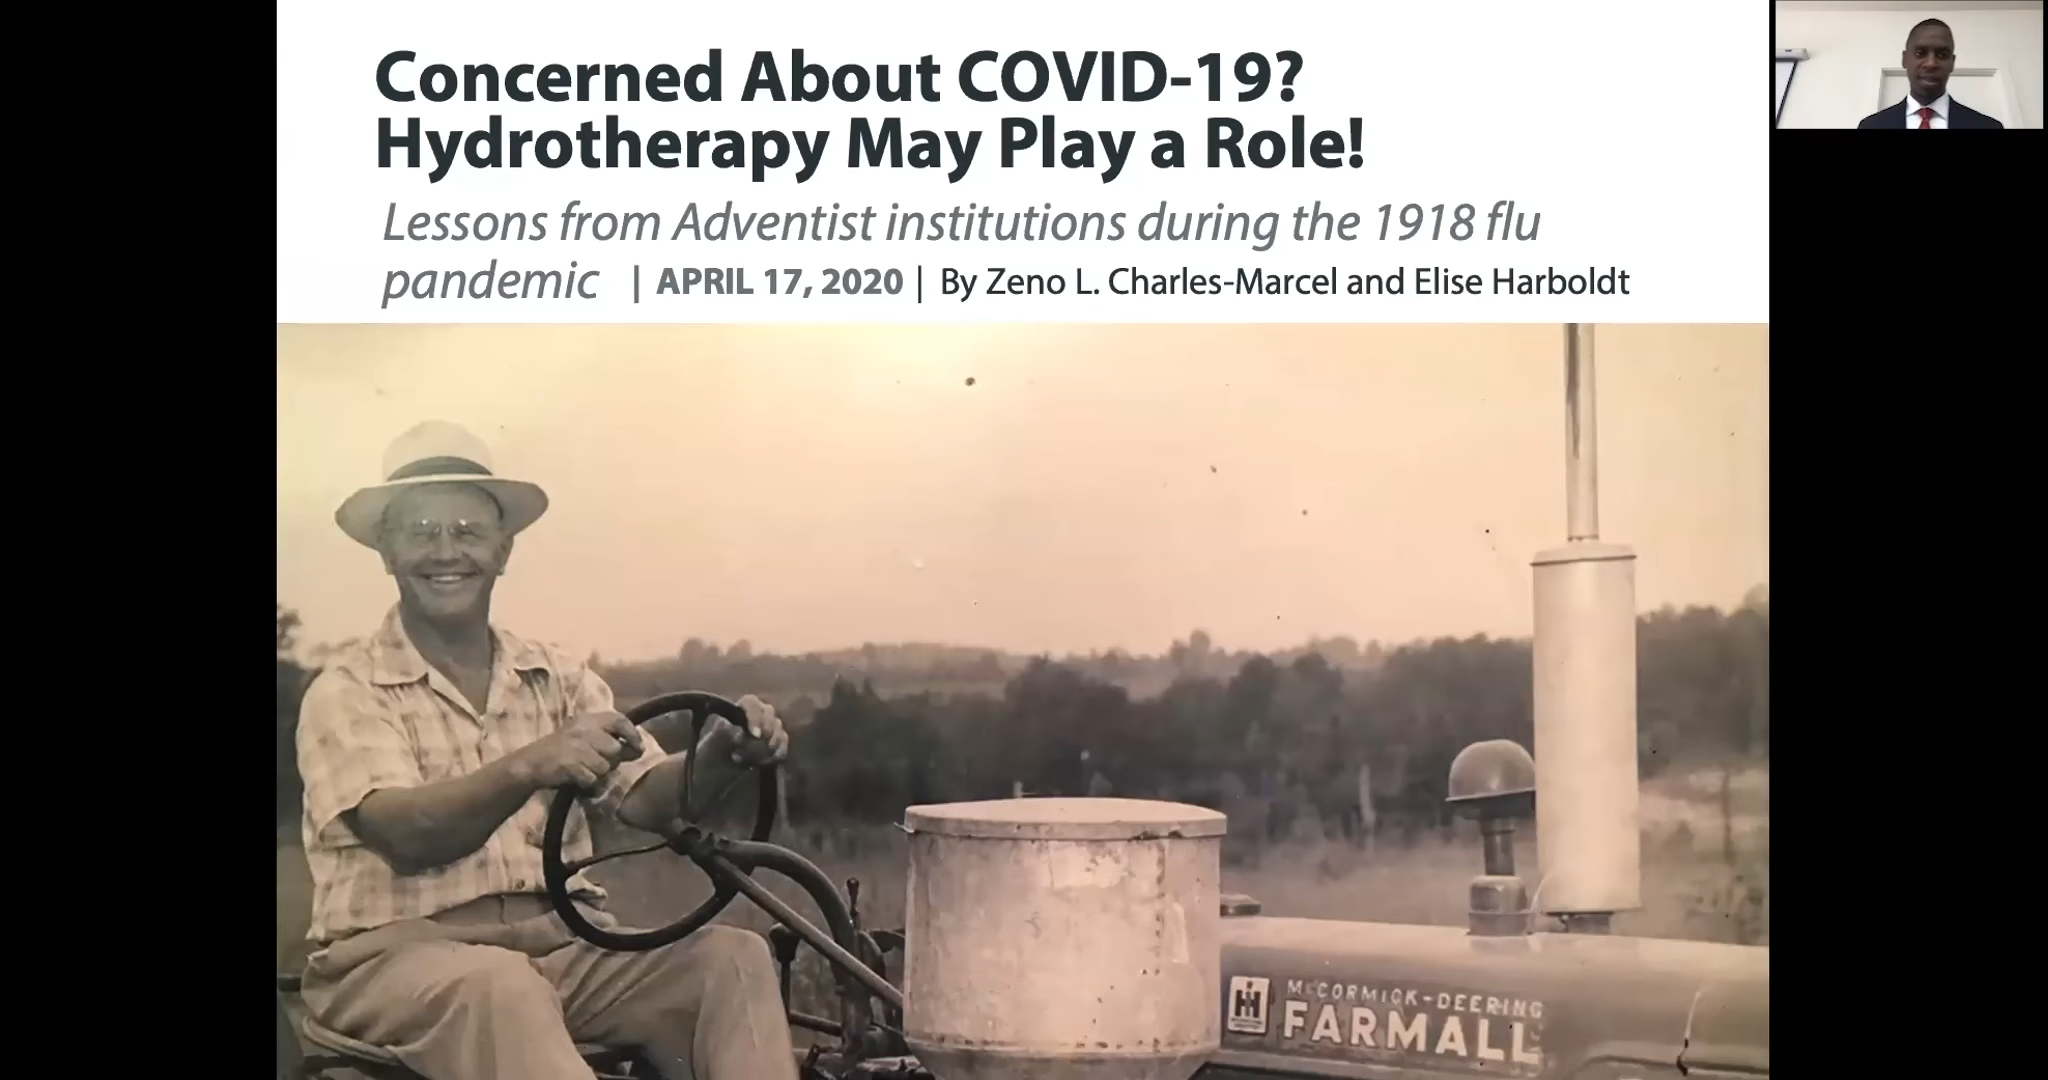 Concerned About COVID-19?
Hydrotherapy May Play a Role!
Lessons from Adventist institutions during the 1918 flu
pandemic | APRIL 17, 2020 | By Zeno L. Charles-Marcel and Elise Harboldt
McCORMICK-DEERING
FARMALL